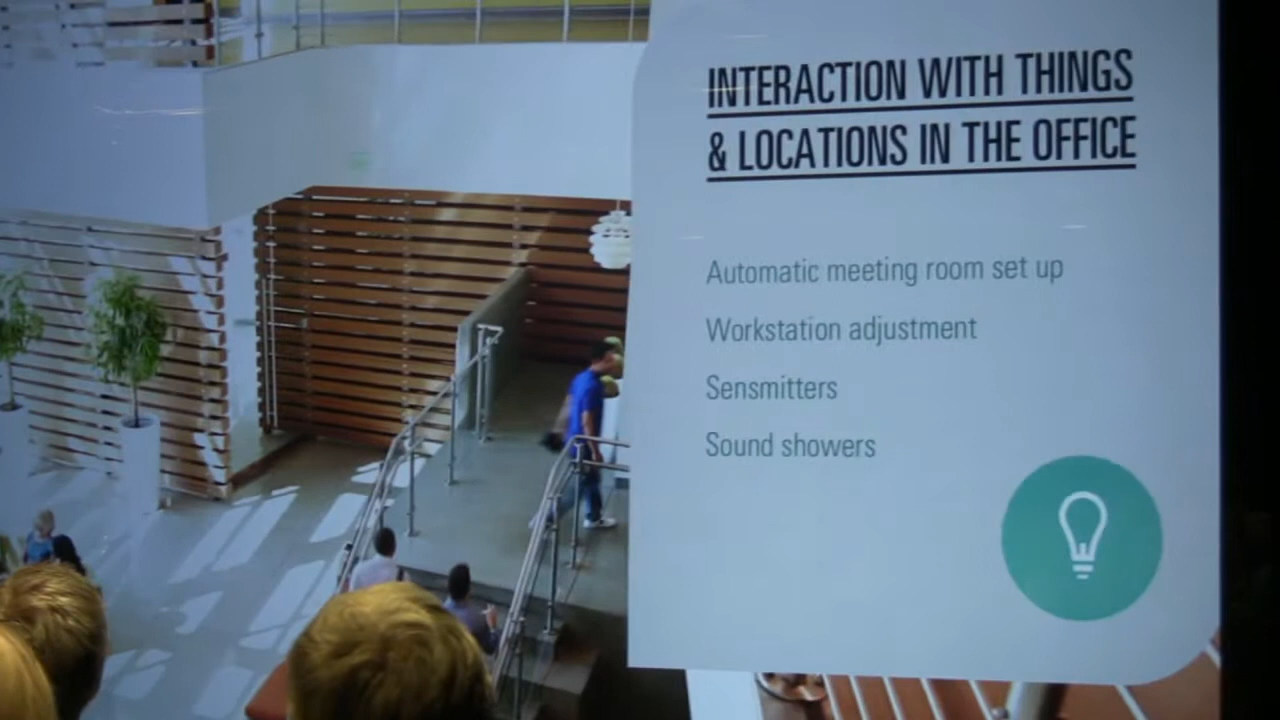 INTERACTION WITH THINGS
& LOCATIONS IN THE OFFICE
Automatic meeting room set up
Workstation adjustment
Sensmitters
Sound showers